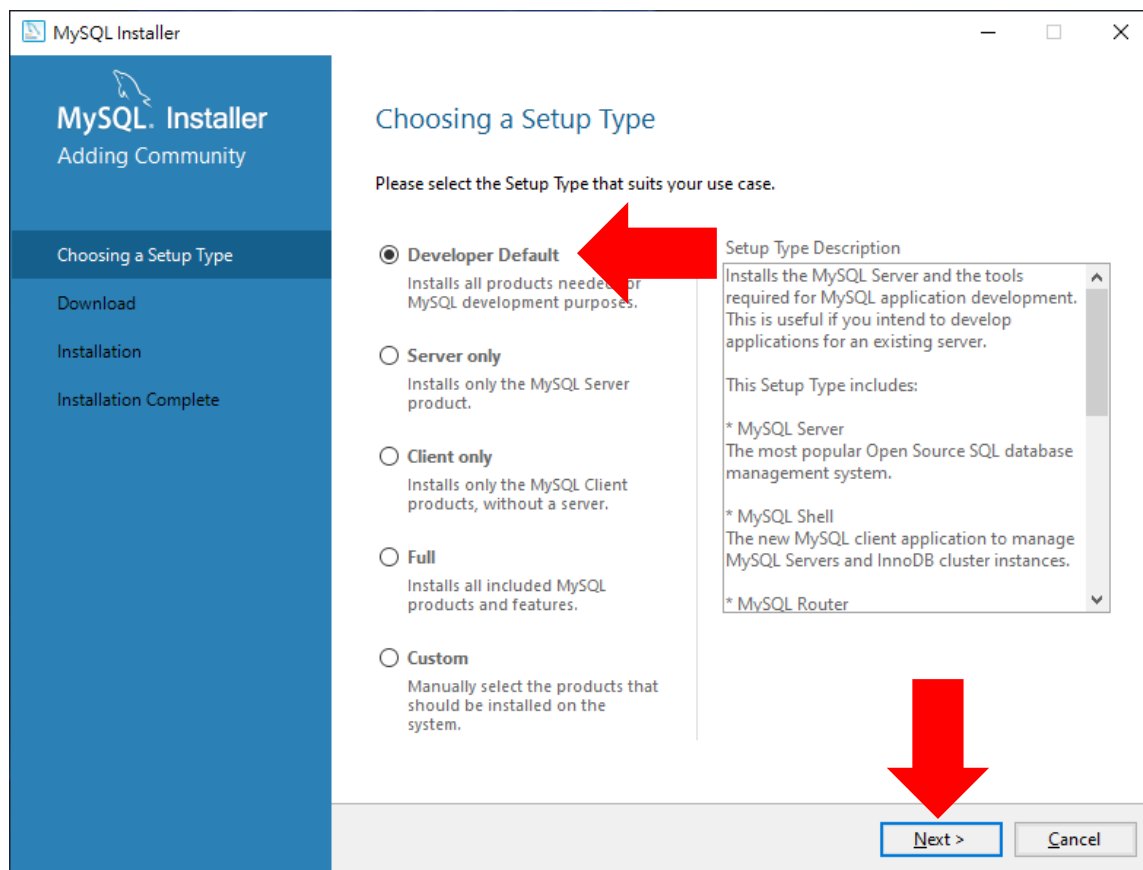 MySQL Installer
MySQL. Installer
Adding Community
Choosing a Setup Type
Download
Installation
Installation Complete
Choosing a Setup Type
Please select the Setup Type that suits your use case.
Developer Default
Installs all products needed or
MySQL development purposes.
Server only
Installs only the MySQL Server
product.
Client only
Installs only the MySQL Client
products, without a server.
Full
Installs all included MySQL
products and features.
Custom
Manually select the products that
should be installed on the
system.
Setup Type Description
Installs the MySQL Server and the tools
required for MySQL application development.
This is useful if you intend to develop
applications for an existing server.
This Setup Type includes:
* MySQL Server
The most popular Open Source SQL database
management system.
* MySQL Shell
The new MySQL client application to manage
MySQL Servers and InnoDB cluster instances.
* MySQL Router
Next >
Cancel